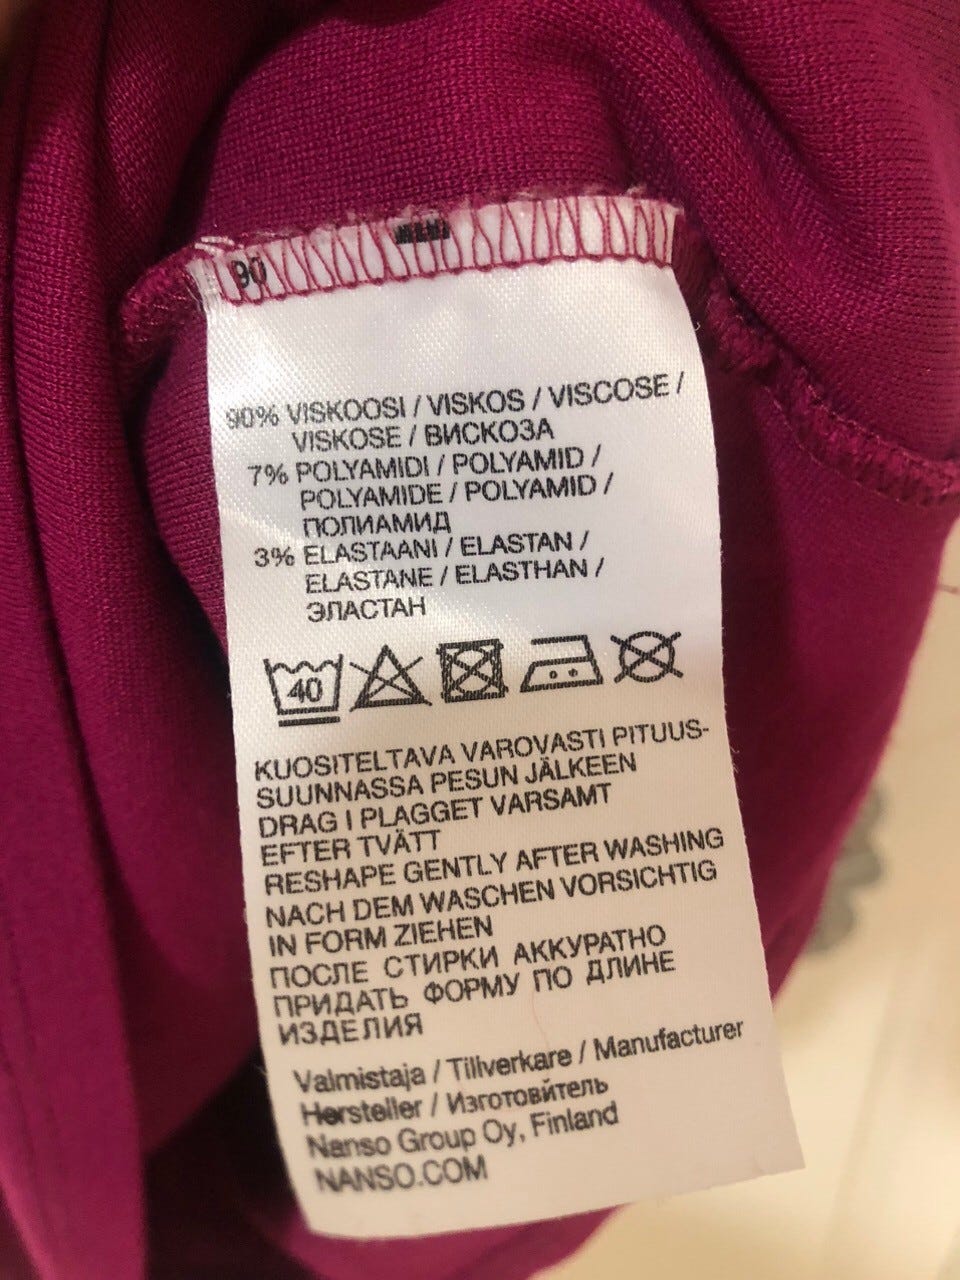 90
90% VISKOOSI / VISKOS / VISCOSE /
VISKOSE / ВИСКОЗА
7% POLYAMIDI / POLYAMID /
POLYAMIDE / POLYAMID /
ПОЛИАМИД
3% ELASTAANI / ELASTAN /
ELASTANE / ELASTHAN /
ЭЛАСТАН
40
KUOSITELTAVA VAROVASTI PITUUS-
SUUNNASSA PESUN JÄLKEEN
DRAG I PLAGGET VARSAMT
EFTER TVÄTT
RESHAPE GENTLY AFTER WASHING
NACH DEM WASCHEN VORSICHTIG
IN FORM ZIEHEN
ПОСЛЕ СТИРКИ АККУРАТНО
ПРИДАТЬ ФОРМУ ПО ДЛИНЕ
ИЗДЕЛИЯ
Valmistaja / Tillverkare / Manufacturer
Hersteller / Изготовитель
Nanso Group Oy, Finland
NANSO.COM